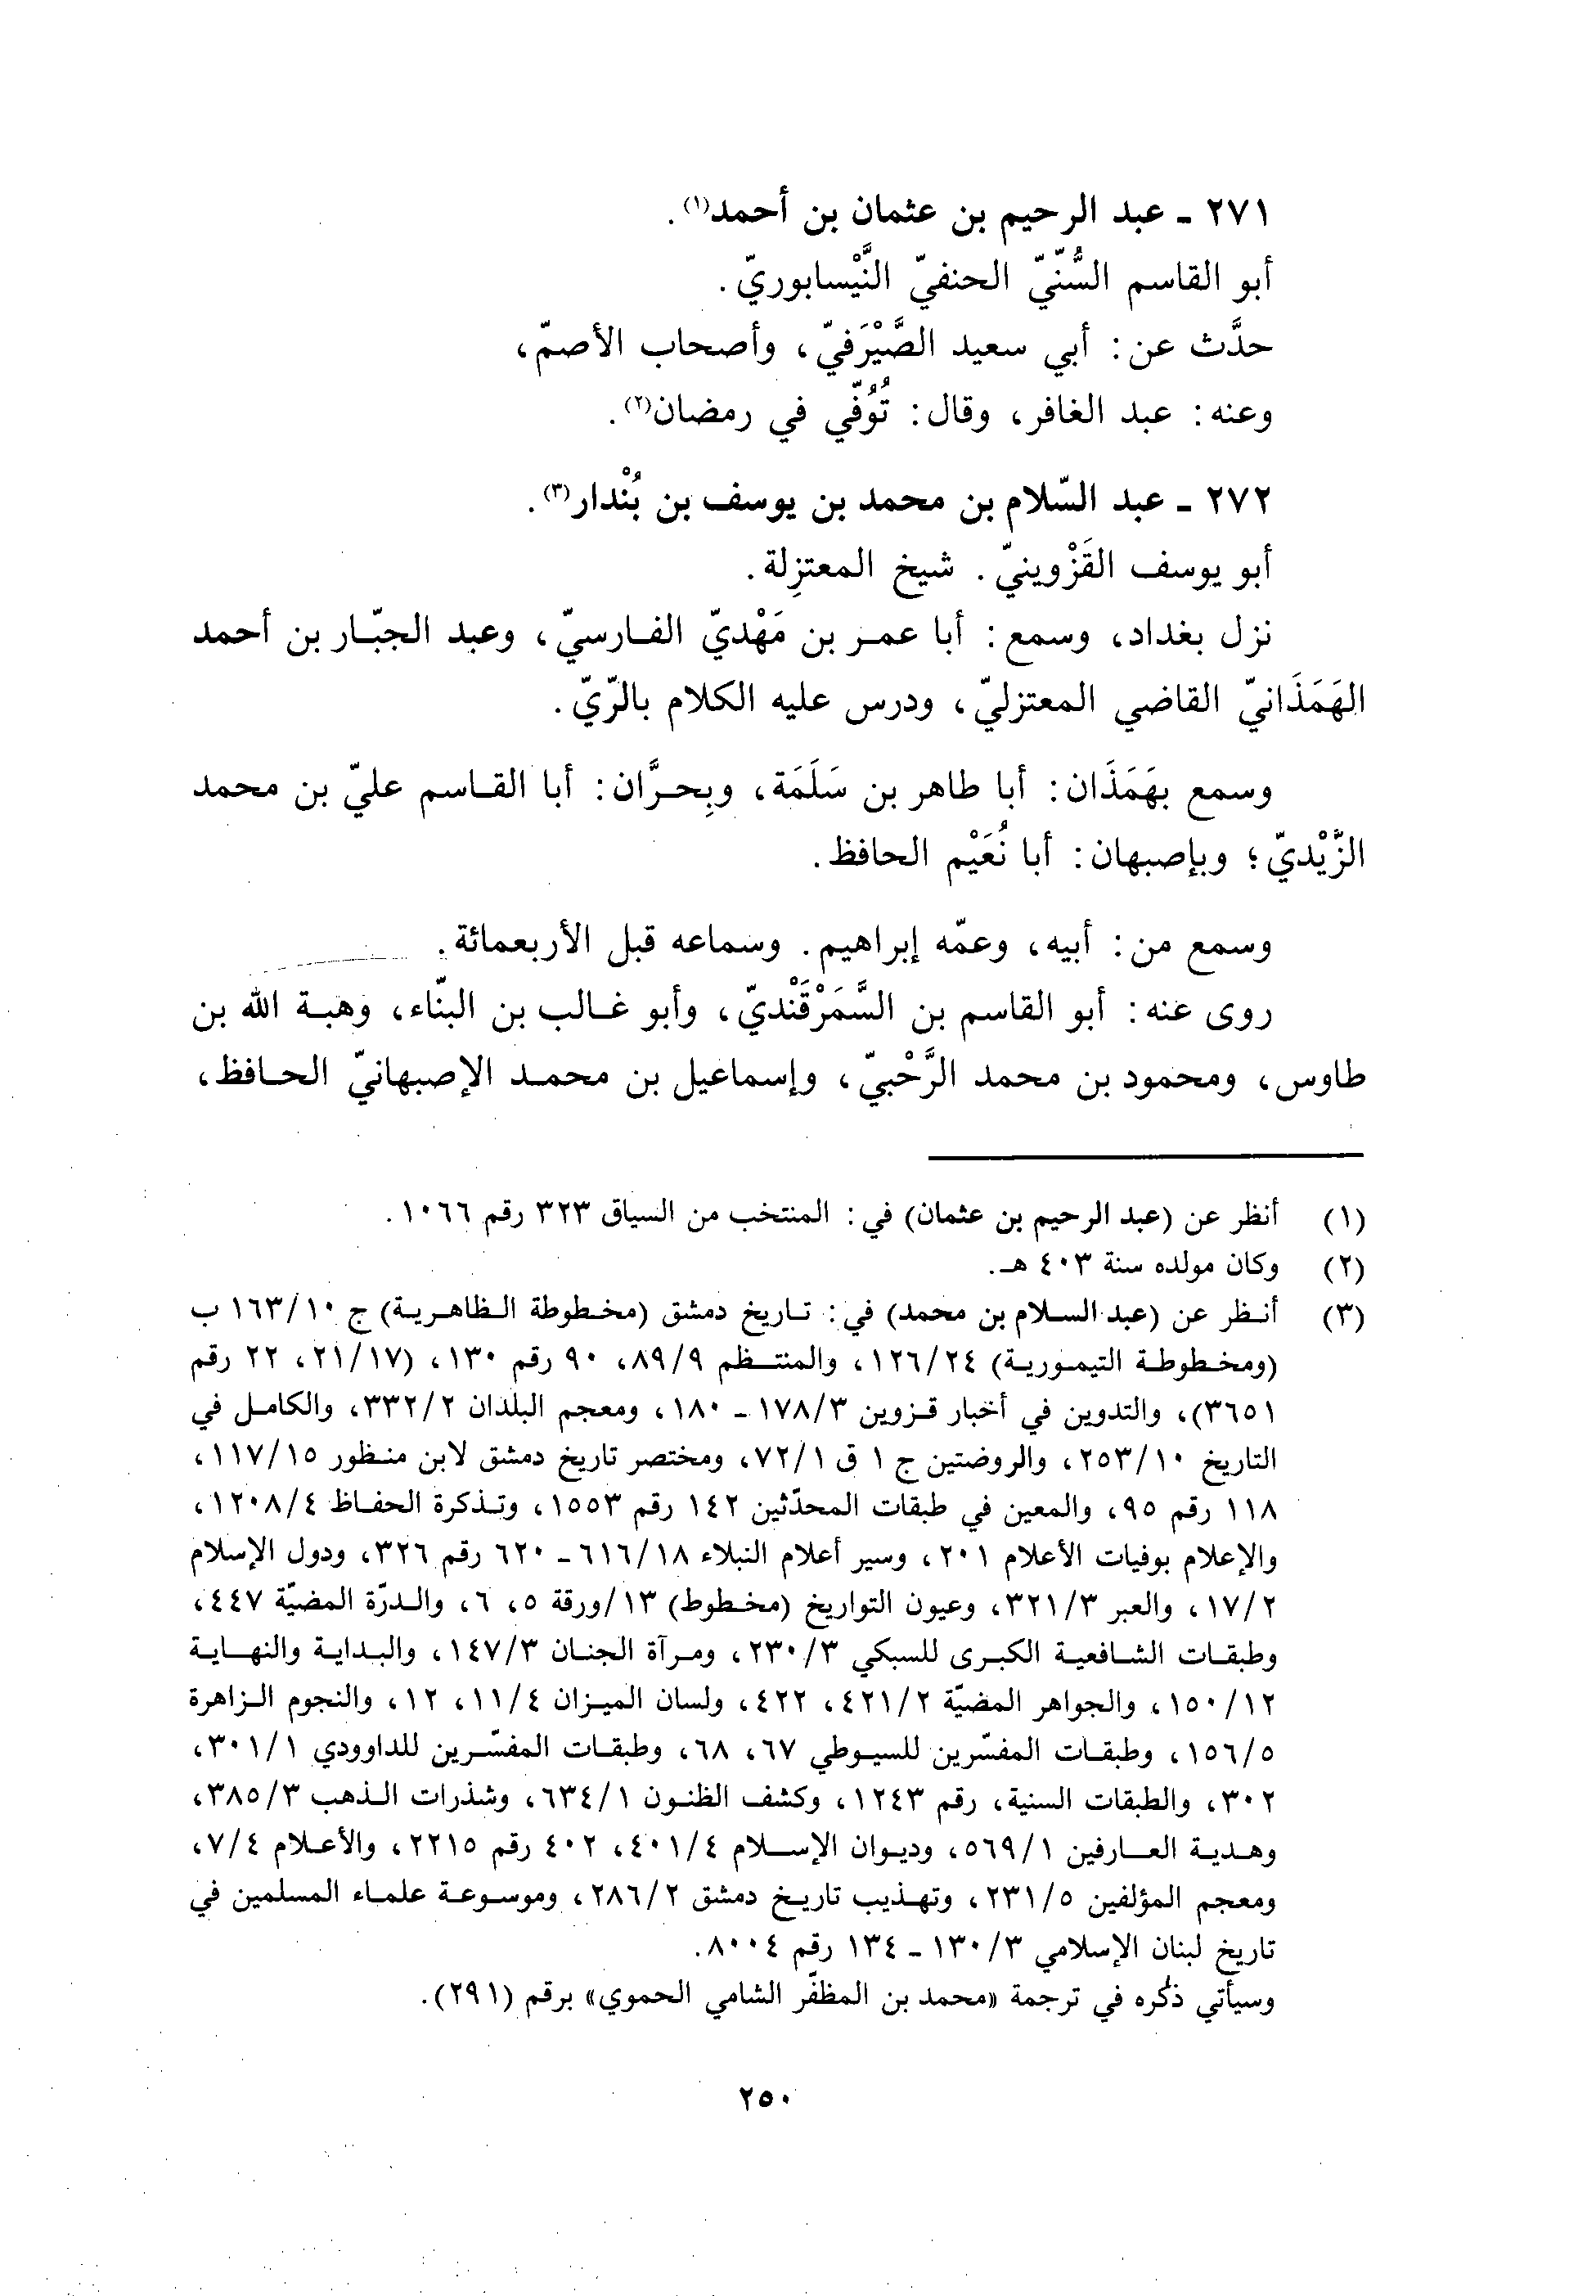 ٢٧١ ـ عبد الرحيم بن عثمان بن أحمد(١).
أبو القاسم السُّنّيّ الحنفيّ النَّيْسابوريّ.
حدَّث عن: أبي سعيد الصَّيْرَفيّ، وأصحاب الأصمّ،
وعنه: عبد الغافر، وقال: تُوُفّي في رمضان(٢).
٢٧٢ ـ عبد السّلام بن محمد بن يوسف بن بُنْدار(٣).
أبو يوسف القَزْوينيّ. شيخ المعتزِلة.
نزل بغداد، وسمع: أبا عمر بن مَهْديّ الفارسيّ، وعبد الجبّار بن أحمد
الهَمَذَانيّ القاضي المعتزليّ، ودرس عليه الكلام بالرّيّ.
وسمع بهَمَذَان: أبا طاهر بن سَلَمَة، وبِحرَّان: أبا القاسم عليّ بن محمد
الزَّيْديّ؛ وبإصبهان: أبا نُعَيْم الحافظ.
وسمع من: أبيه، وعمّه إبراهيم. وسماعه قبل الأربعمائة.
روى عنه: أبو القاسم بن السَّمَرْقَنْديّ، وأبو غالب بن البنّاء، وهبة الله بن
طاوس، ومحمود بن محمد الرَّحْبيّ، وإسماعيل بن محمد الإصبهانيّ الحافظ،
(١) أنظر عن (عبد الرحيم بن عثمان) في: المنتخب من السياق ٣٢٣ رقم ١٠٦٦.
(٢) وكان مولده سنة ٤٠٣ هـ.
(٣) أنظر عن (عبد السلام بن محمد) في: تاريخ دمشق (مخطوطة الظاهرية) ج ١٦٣/١٠ ب
(ومخطوطة التيمورية) ١٢٦/٢٤، والمنتظم ٨٩/٩، ٩٠ رقم ١٣٠، (٢١/١٧، ٢٢ رقم
٣٦٥١)، والتدوين في أخبار قزوين ١٧٨/٣ ـ ١٨٠، ومعجم البلدان ٣٣٢/٢، والكامل في
التاريخ ٢٥٣/١٠، والروضتين ج ١ ق ٧٢/١، ومختصر تاريخ دمشق لابن منظور ١١٧/١٥،
١١٨ رقم ٩٥، والمعين في طبقات المحدّثين ١٤٢ رقم ١٥٥٣، وتذكرة الحفاظ ١٢٠٨/٤،
والإعلام بوفيات الأعلام ٢٠١، وسير أعلام النبلاء ٦١٦/١٨ ـ ٦٢٠ رقم ٣٢٦، ودول الإسلام
١٧/٢، والعبر ٣٢١/٣، وعيون التواريخ (مخطوط) ١٣/ورقة ٥، ٦، والدرّة المضيّة ٤٤٧،
وطبقات الشافعية الكبرى للسبكي ٢٣٠/٣، ومرآة الجنان ١٤٧/٣، والبداية والنهاية
١٥٠/١٢، والجواهر المضيّة ٤٢١/٢، ٤٢٢، ولسان الميزان ١١/٤، ١٢، والنجوم الزاهرة
١٥٦/٥، وطبقات المفسّرين للسيوطي ٦٧، ٦٨، وطبقات المفسّرين للداوودي ٣٠١/١،
٣٠٢، والطبقات السنية، رقم ١٢٤٣، وكشف الظنون ٦٣٤/١، وشذرات الذهب ٣٨٥/٣،
وهدية العارفين ٥٦٩/١، وديوان الإسلام ٤٠١/٤، ٤٠٢ رقم ٢٢١٥، والأعلام ٧/٤،
ومعجم المؤلفين ٢٣١/٥، وتهذيب تاريخ دمشق ٢٨٦/٢، وموسوعة علماء المسلمين في
تاريخ لبنان الإسلامي ١٣٠/٣ ـ ١٣٤ رقم ٨٠٠٤.
وسيأتي ذكره في ترجمة «محمد بن المظفّر الشامي الحموي» برقم (٢٩١).
٢٥٠